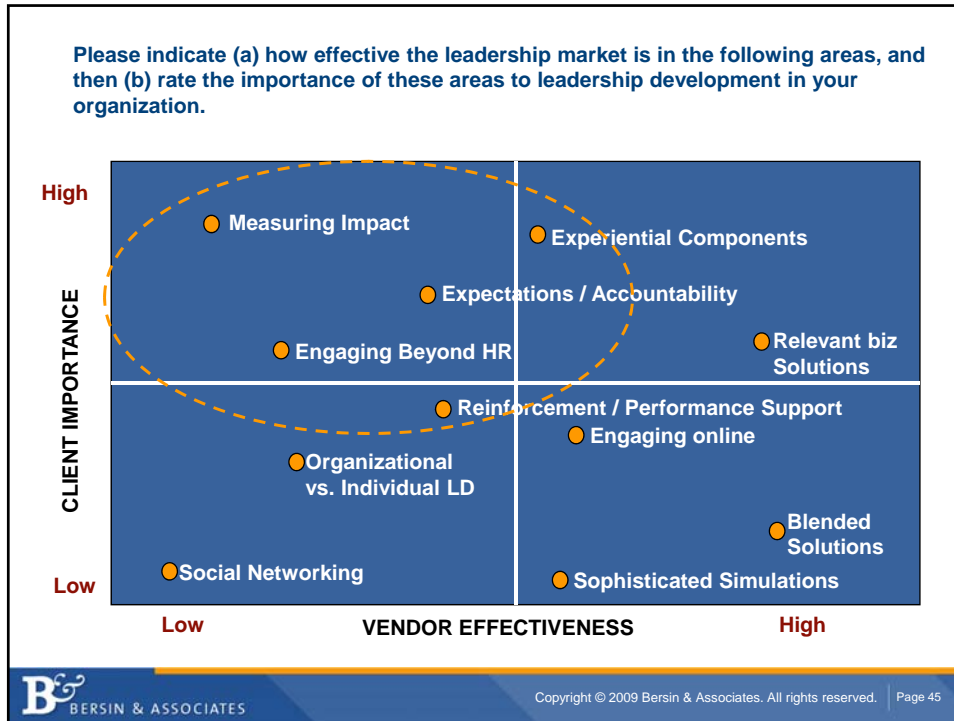 Please indicate (a) how effective the leadership market is in the following areas, and
then (b) rate the importance of these areas to leadership development in your
organization.
High
Measuring Impact
Experiential Components
Expectations / Accountability
Engaging Beyond HR
Relevant biz
Solutions
CLIENT IMPORTANCE
Reinforcement / Performance Support
Engaging online
Organizational
vs. Individual LD
Blended
Solutions
Social Networking
Sophisticated Simulations
Low
Low
VENDOR EFFECTIVENESS
High
B& BERSIN & ASSOCIATES
Copyright © 2009 Bersin & Associates. All rights reserved.
Page 45